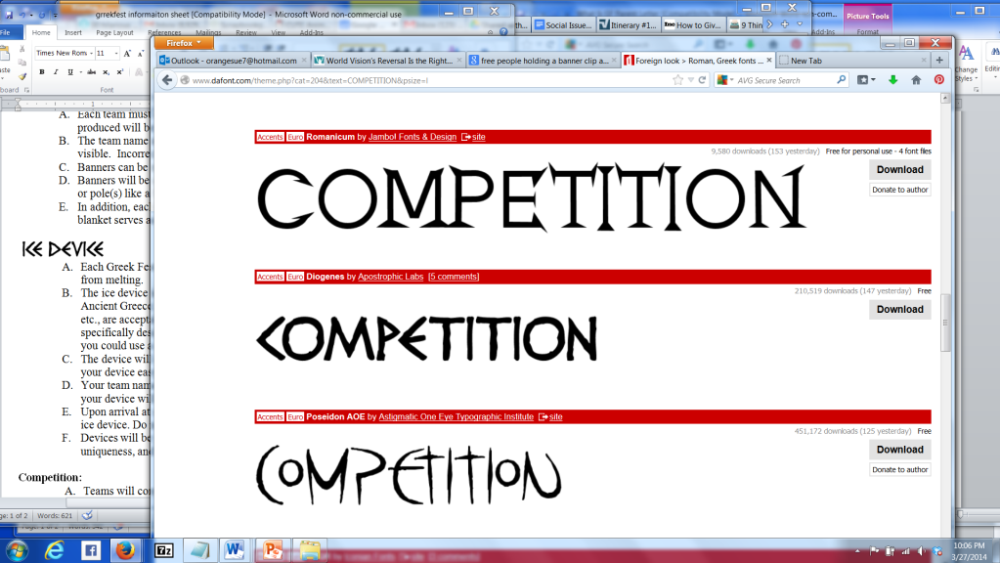 grrekfest informaiton sheet [Compatibility Mode] - Microsoft Word non-commercial use
Social Issue...
Itinerary #1...
How to Giv...
9 Thin
Picture Tools
File
Home
Insert
Page Layout
References
Mailings
Review
View
Add-Ins
Format
Firefox
Times New Rom
11
Font
Outlook - orangesue7@hotmail.com
World Vision's Reversal Is the Right...
free people holding a banner clip a...
Foreign look > Roman, Greek fonts ...
New Tab
www.dafont.com/theme.php?cat=204&text=COMPETITION&psize=l
AVG Secure Search
Change
Styles
Editin
A. Each team must
produced will b
B. The team name
visible. Incorre
C. Banners can be
D. Banners will be
or pole(s) like a
E. In addition, eac
blanket serves a
ICE DEVICE
A. Each Greek Fe
from melting.
B. The ice device
Ancient Greece
etc., are accepta
specifically des
you could use a
C. The device will
your device eas
D. Your team nam
your device wi
E. Upon arrival at
ice device. Do
F. Devices will be
uniqueness, an
Competition:
A. Teams will co
ge: 1 of 2
Words: 621
Accents Euro Romanicum by Jambo! Fonts & Design site
9,580 downloads (153 yesterday) Free for personal use - 4 font files
COMPETITION
Download
Donate to author
Accents Euro Diogenes by Apostrophic Labs [5 comments]
210,519 downloads (147 yesterday) Free
COMPETITION
Download
Accents Euro Poseidon AOE by Astigmatic One Eye Typographic Institute site
451,172 downloads (125 yesterday) Free
COMPETITION
Download
Donate to author
10:06 PM
3/27/2014